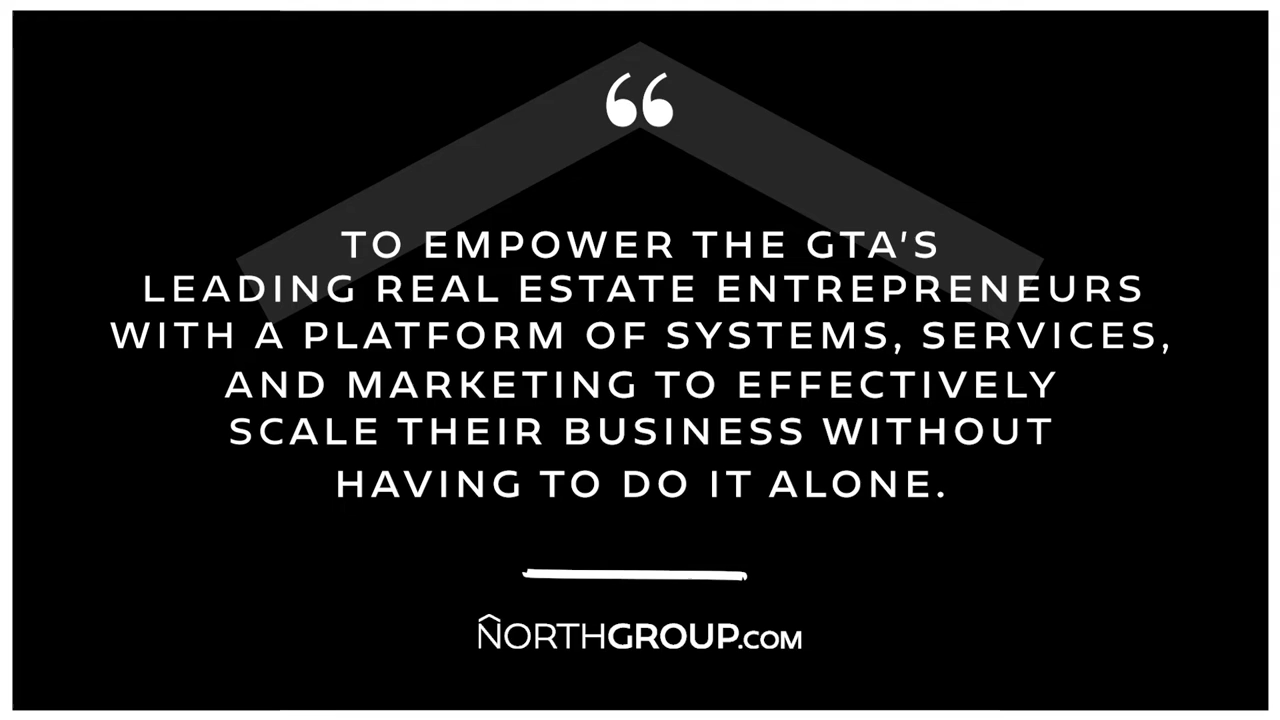 “
TO EMPOWER THE GTA'S
LEADING REAL ESTATE ENTREPRENEURS
WITH A PLATFORM OF SYSTEMS, SERVICES,
AND MARKETING TO EFFECTIVELY
SCALE THEIR BUSINESS WITHOUT
HAVING TO DO IT ALONE.
NORTHGROUP.COM